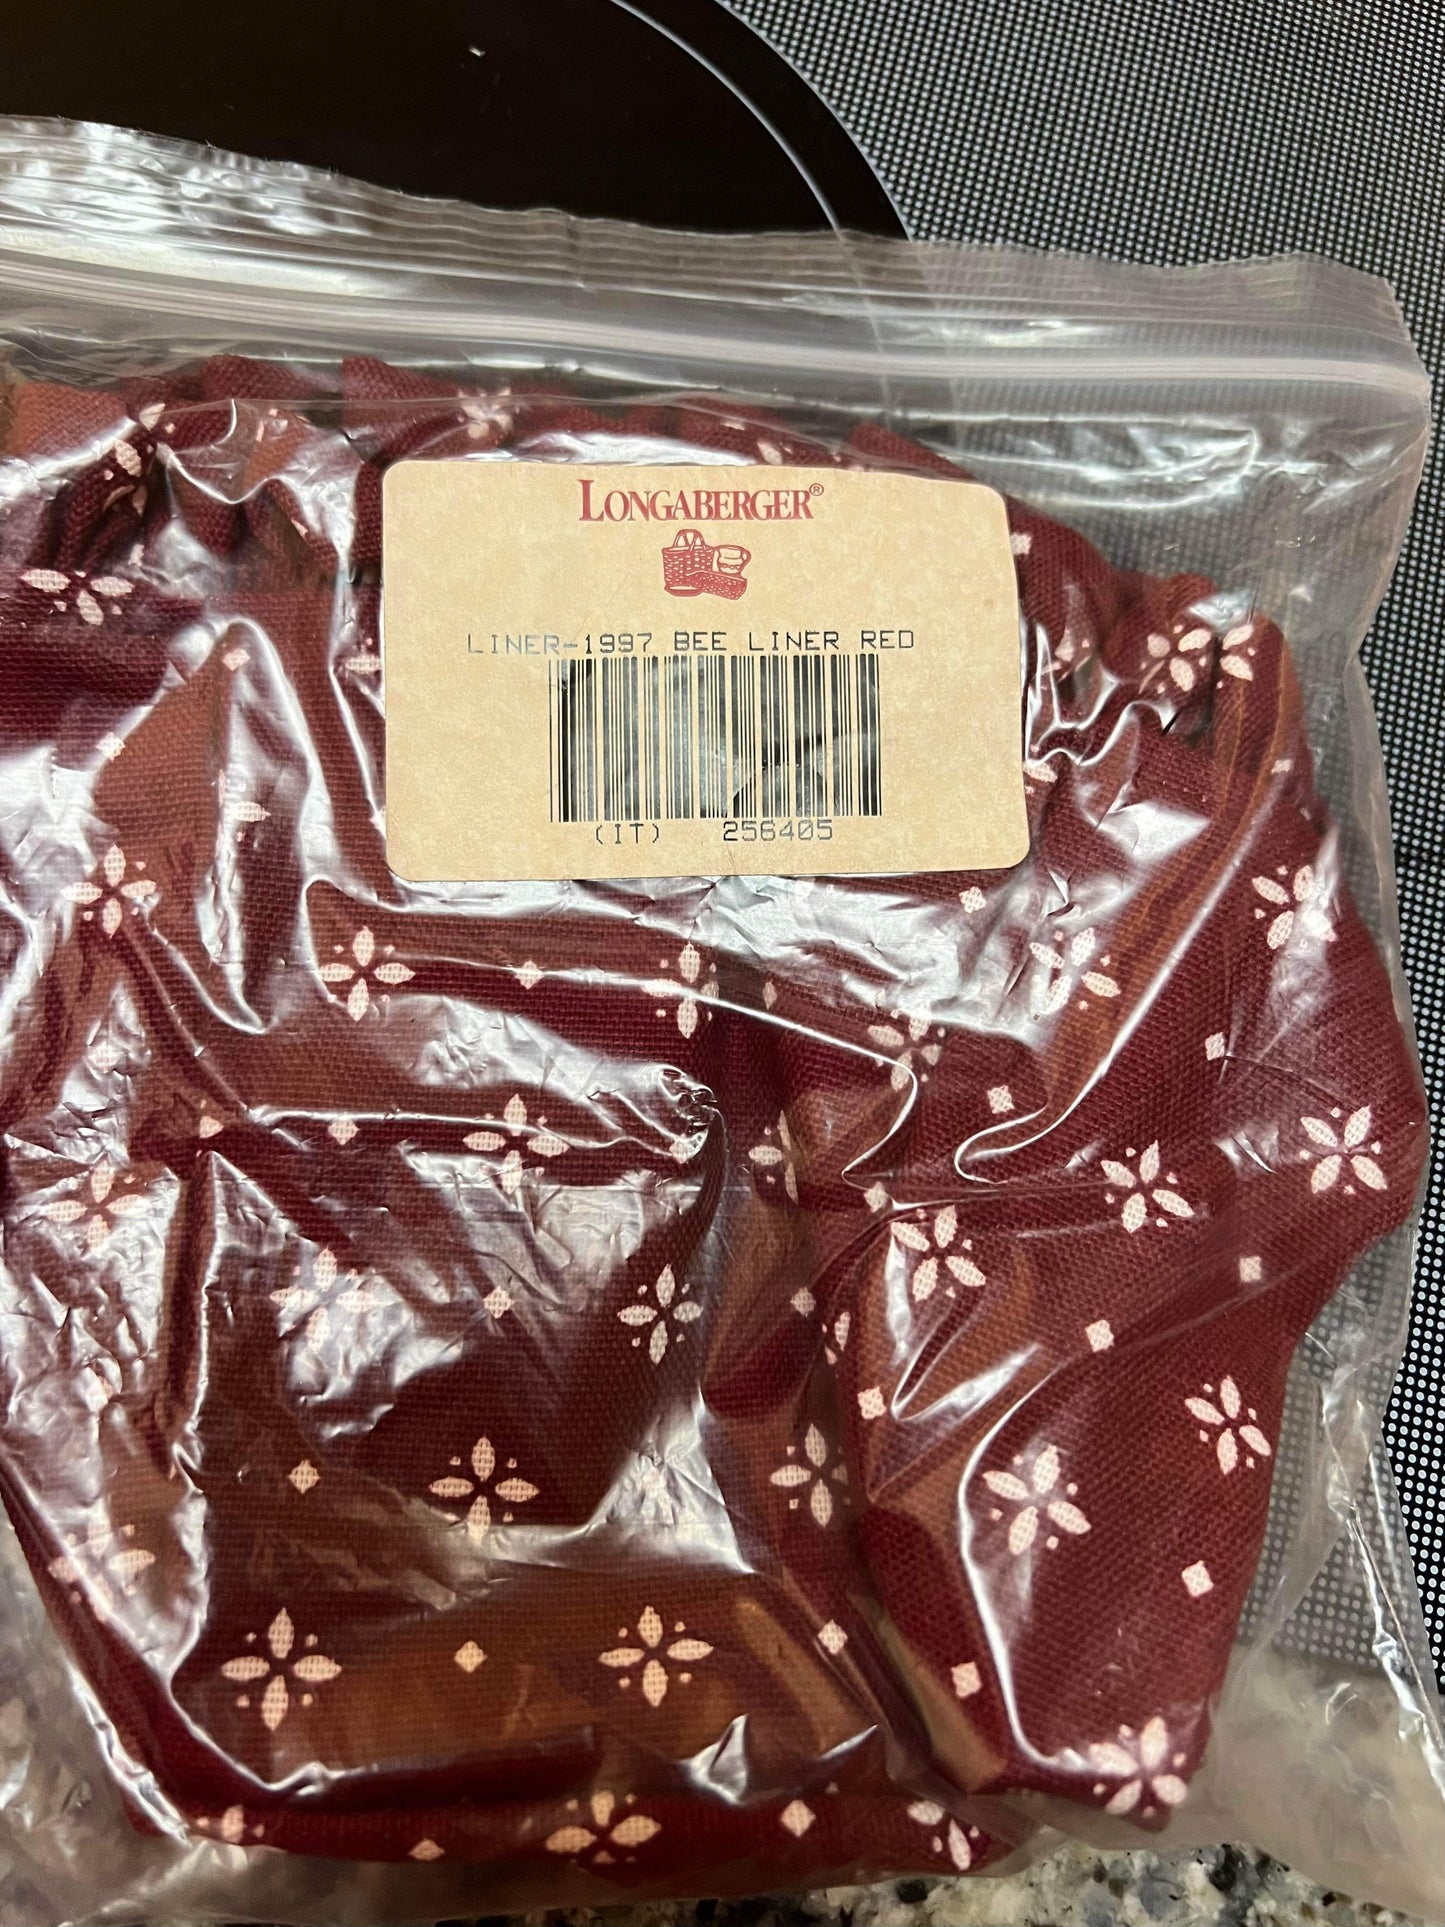 LONGABERGER®
LINER-1997 BEE LINER RED
(IT) 256405